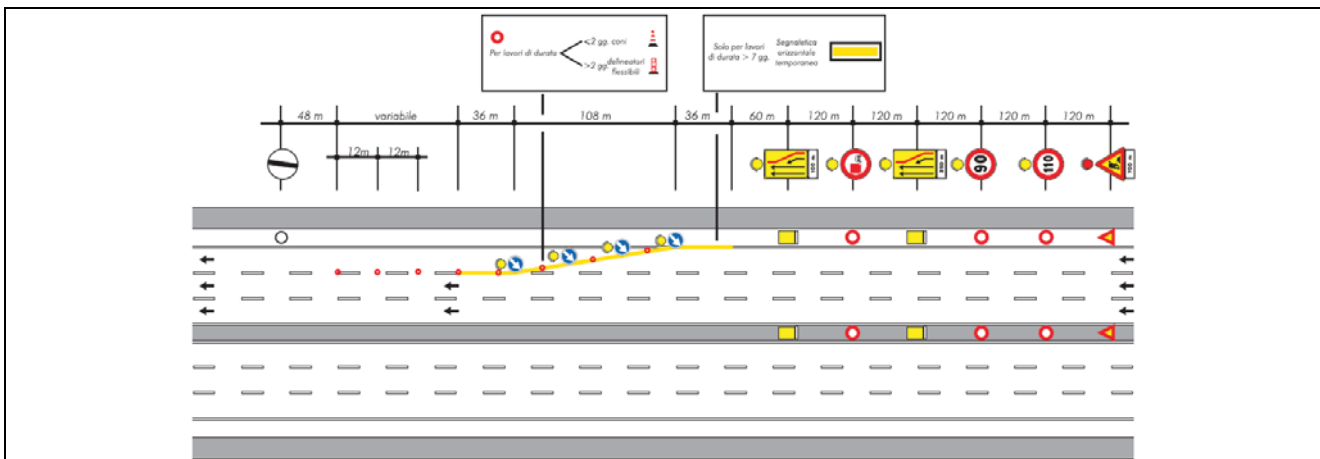 Per lavori di durata
<2 gg. coni
>2 gg. delineatori
flessibili
Solo per lavori
di durata > 7 gg.
Segnaletica
orizzontale
temporanea
48 m
variabile
36 m
108 m
36 m
60 m
120 m
120 m
120 m
120 m
120 m
12m
12m
90
110
700 m